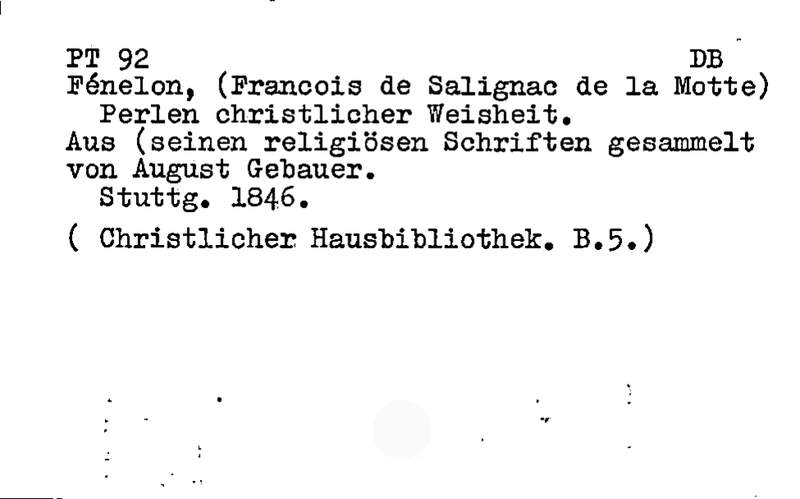 PT 92 DB
Fénelon, (Francois de Salignac de la Motte)
Perlen christlicher Weisheit.
Aus (seinen religiösen Schriften gesammelt
von August Gebauer.
Stuttg. 1846.
( Christlicher Hausbibliothek. B.5.)